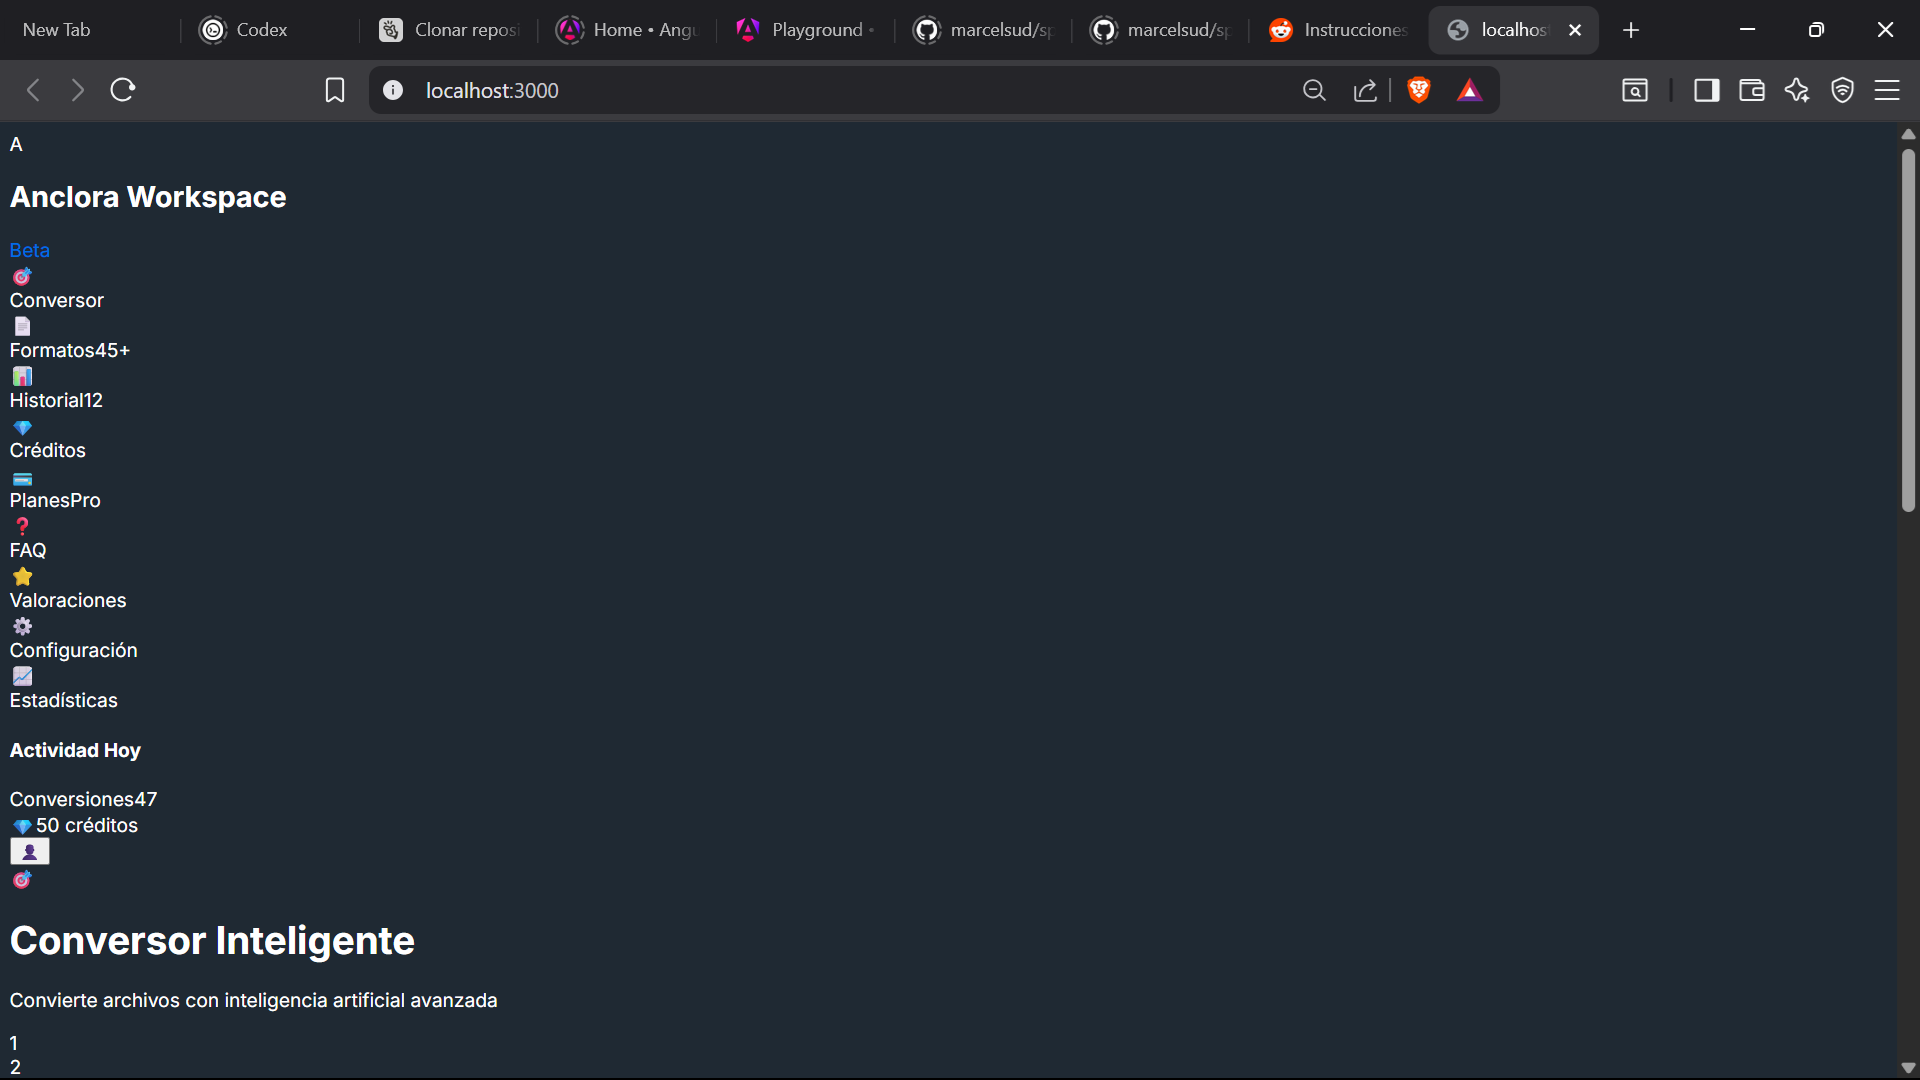 New Tab
Codex
Clonar reposi
Home • Angu
Playground •
marcelsud/sp
marcelsud/sp
Instrucciones
localhos
localhost:3000
A
Anclora Workspace
Beta
Conversor
Formatos45+
Historial12
Créditos
PlanesPro
FAQ
Valoraciones
Configuración
Estadísticas
Actividad Hoy
Conversiones47
50 créditos
Conversor Inteligente
Convierte archivos con inteligencia artificial avanzada
1
2